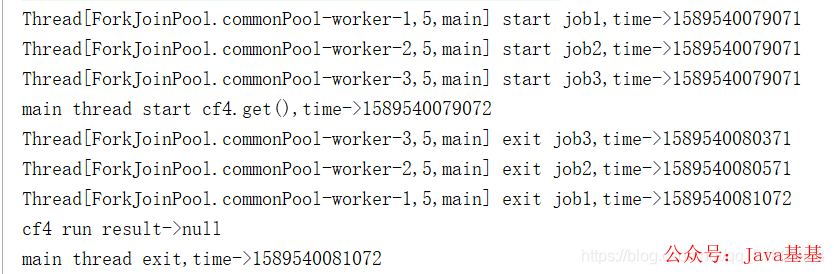 Thread[ForkJoinPool.commonPool-worker-1,5,main] start job1,time->1589540079071
Thread[ForkJoinPool.commonPool-worker-2,5,main] start job2,time->1589540079071
Thread[ForkJoinPool.commonPool-worker-3,5,main] start job3,time->1589540079071
main thread start cf4.get(),time->1589540079072
Thread[ForkJoinPool.commonPool-worker-3,5,main] exit job3,time->1589540080371
Thread[ForkJoinPool.commonPool-worker-2,5,main] exit job2,time->1589540080571
Thread[ForkJoinPool.commonPool-worker-1,5,main] exit job1,time->1589540081072
cf4 run result->null
main thread exit,time->1589540081072
公众号：Java基基